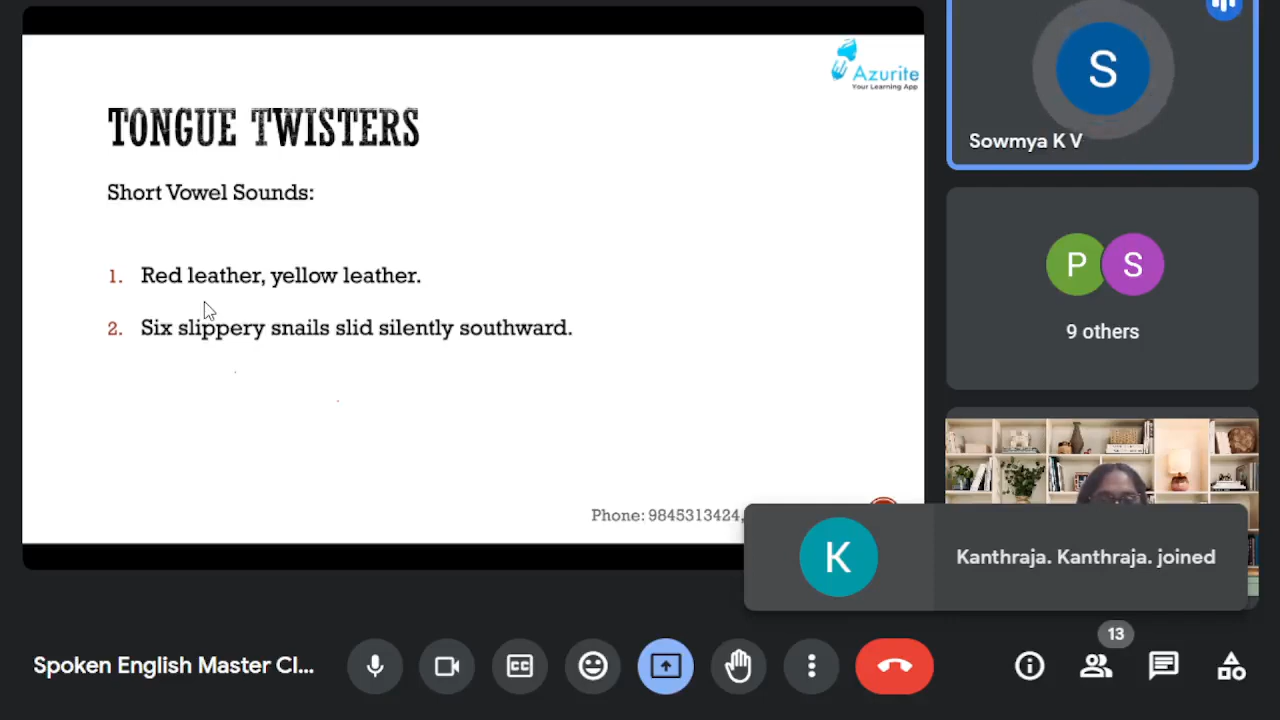 Azurite
Your Learning App
TONGUE TWISTERS
Short Vowel Sounds:
1. Red leather, yellow leather.
2. Six slippery snails slid silently southward.
Phone: 9845313424,
S
Sowmya K V
P S
9 others
K
Kanthraja. Kanthraja. joined
13
Spoken English Master Cl...
CC